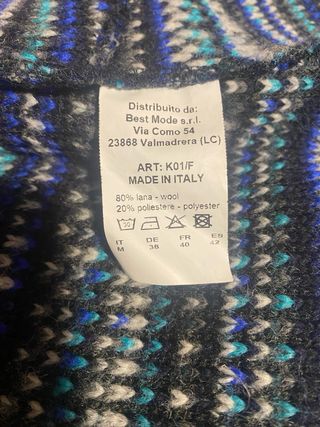 Distribuito da:
Best Mode s.r.l.
Via Como 54
23868 Valmadrera (LC)
ART: K01/F
MADE IN ITALY
80% lana - wool
20% poliestere - polyester
30
IT DE FR ES
M 38 40 42